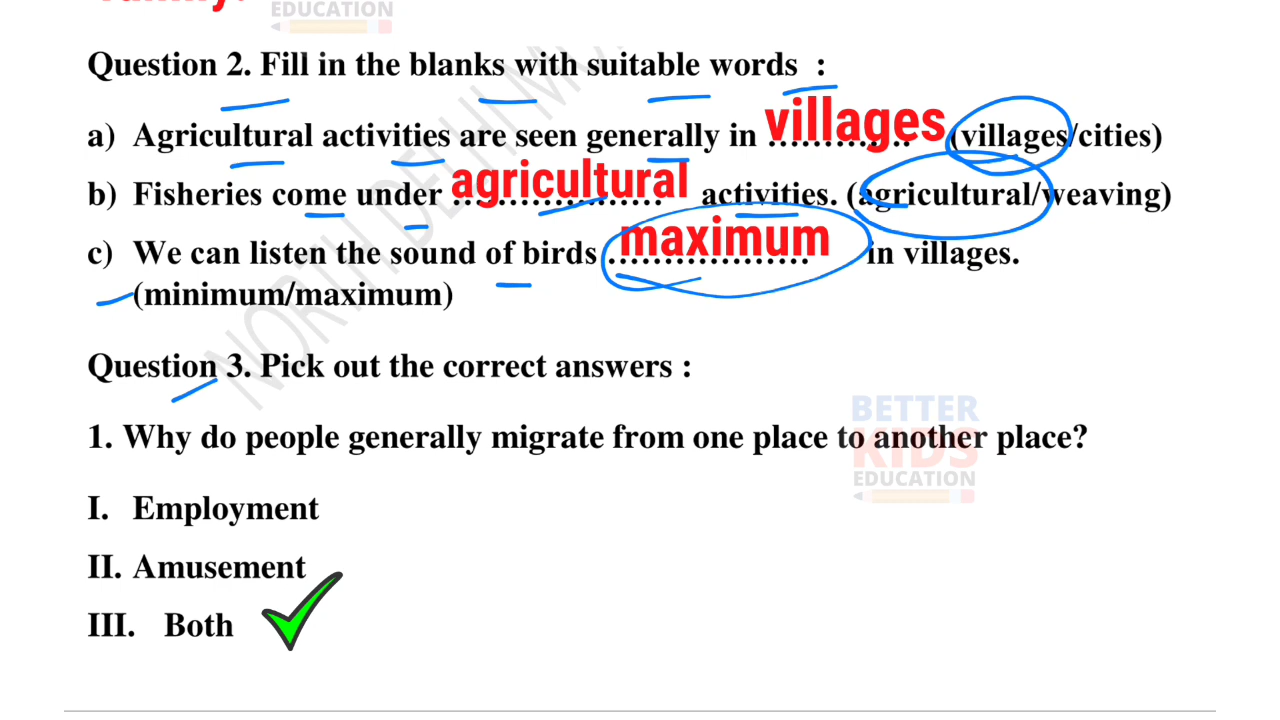 EDUCATION
Question 2. Fill in the blanks with suitable words :
a) Agricultural activities are seen generally in villages (villages/cities)
b) Fisheries come under agricultural activities. (agricultural/weaving)
c) We can listen the sound of birds maximum in villages.
(minimum/maximum)
Question 3. Pick out the correct answers :
BETTER
KIDS
EDUCATION
1. Why do people generally migrate from one place to another place?
I. Employment
II. Amusement
III. Both